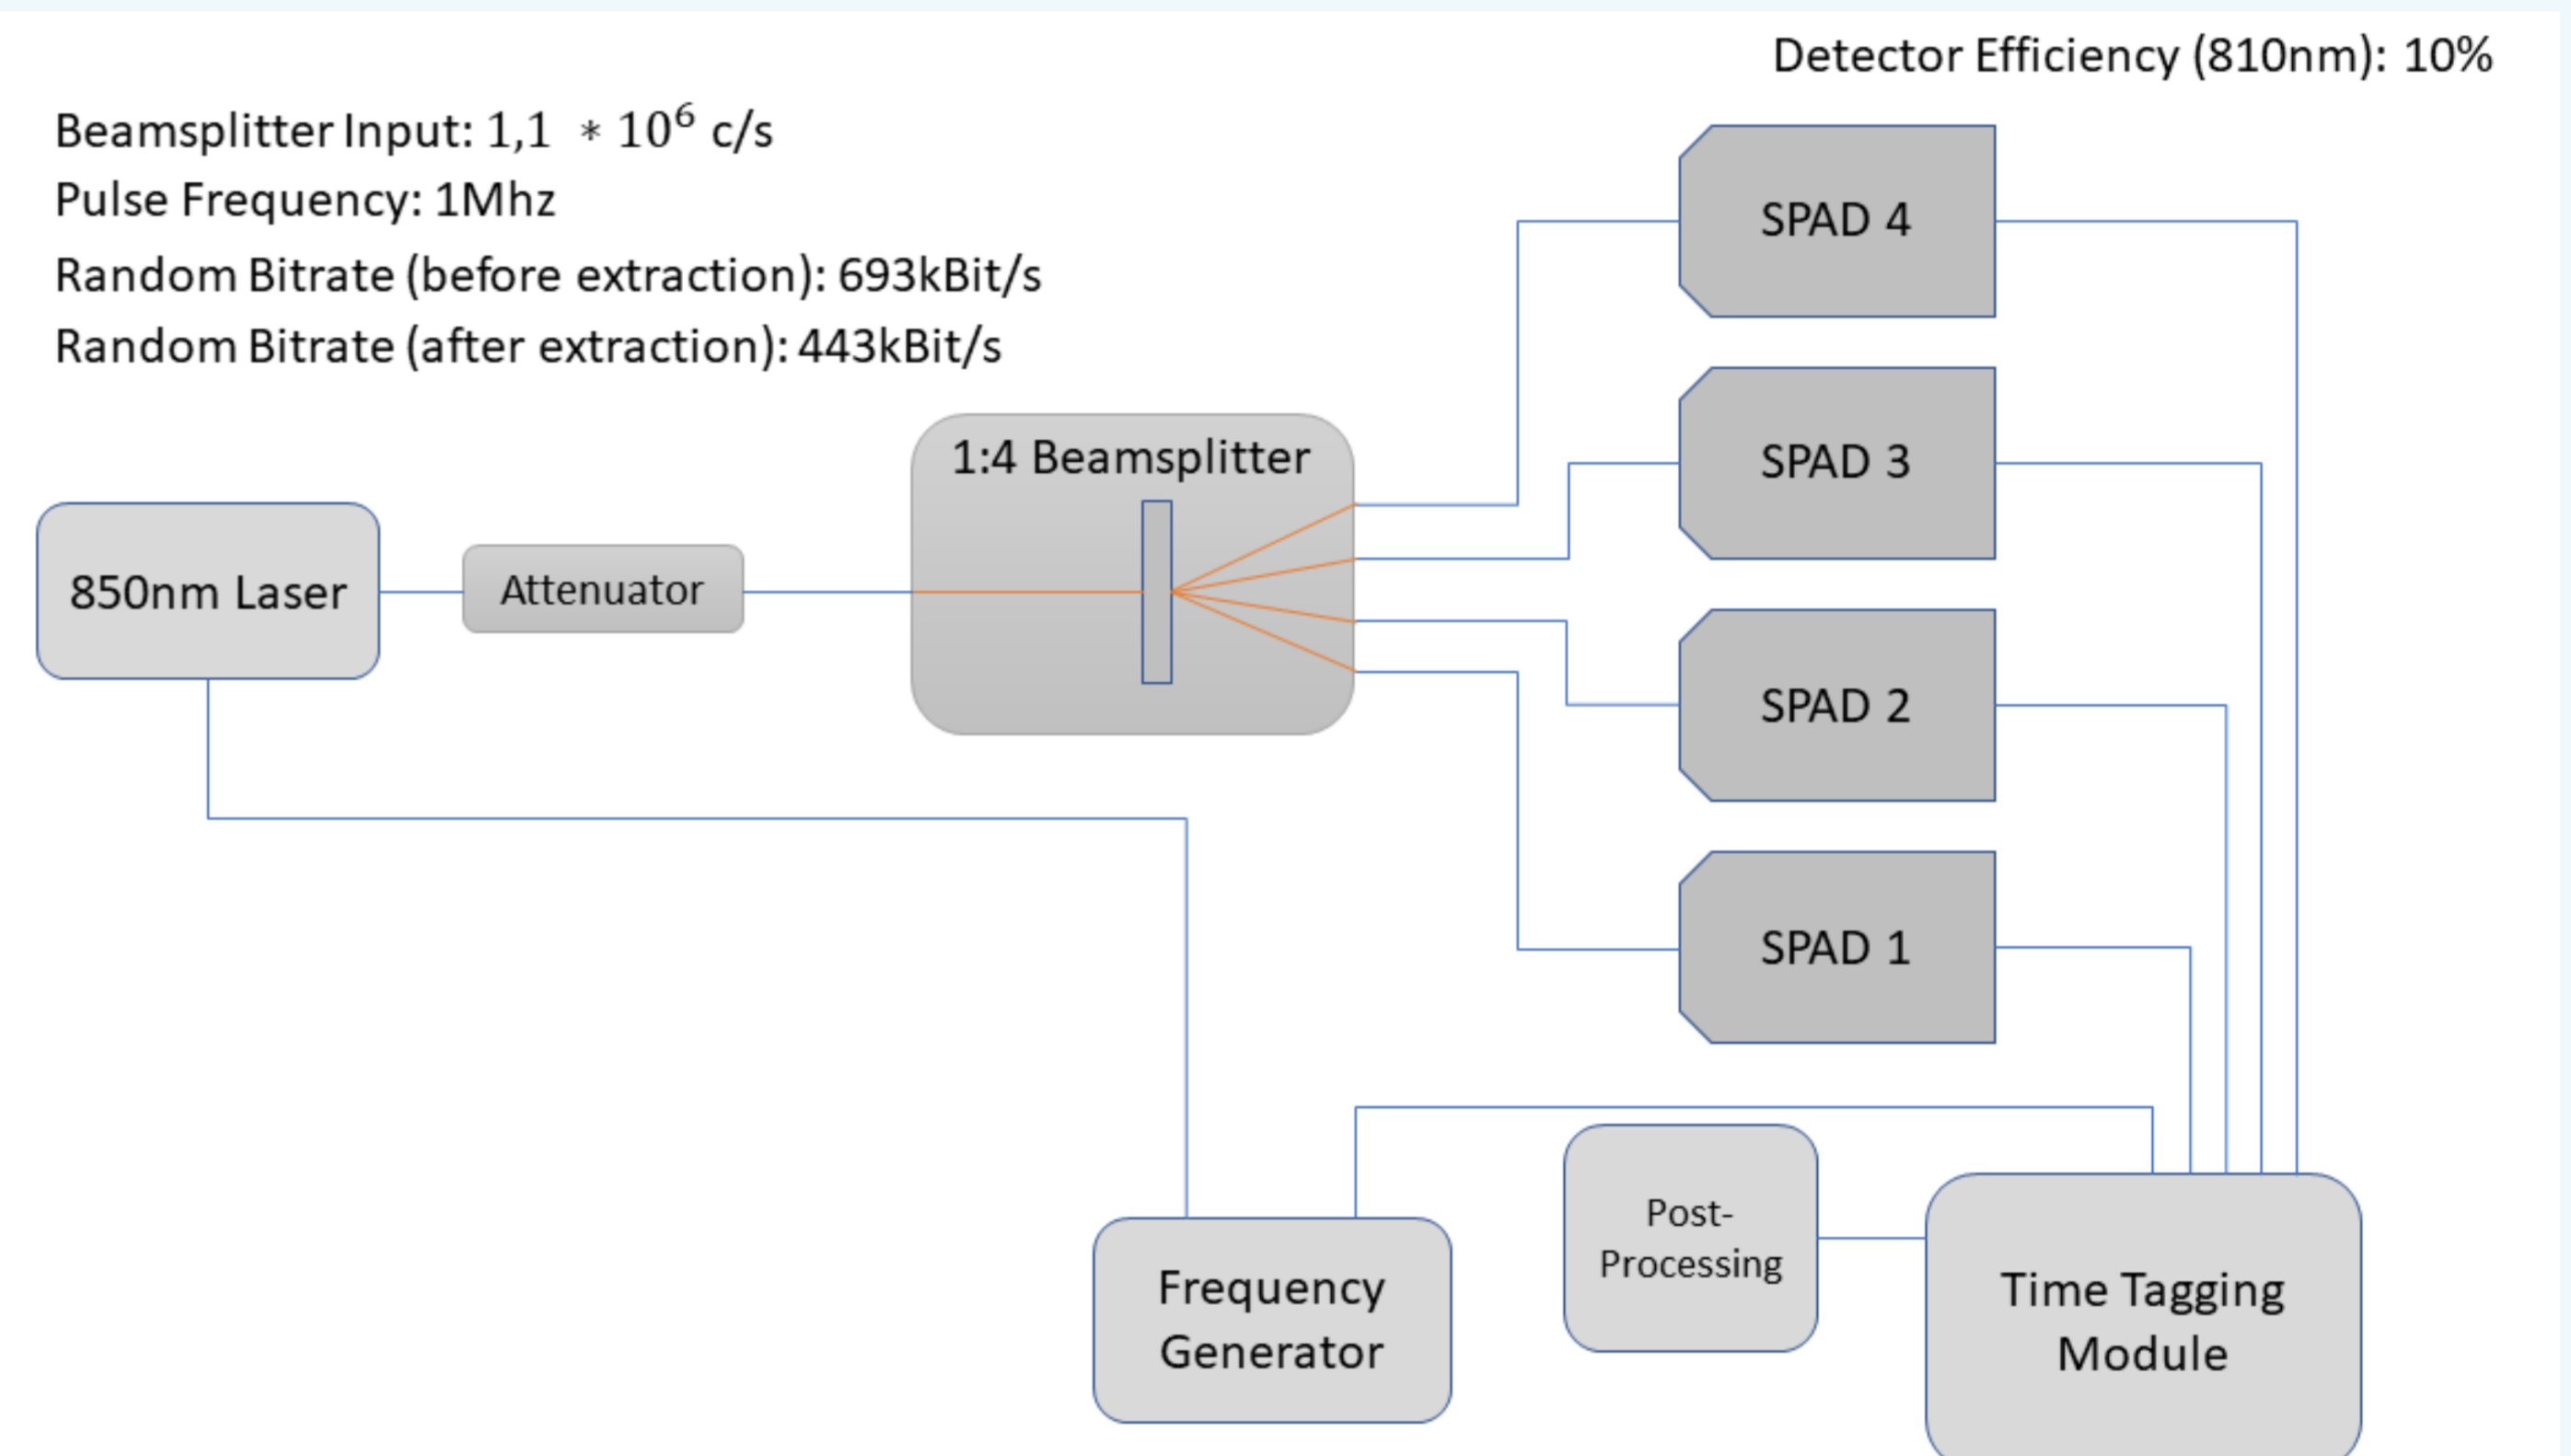 Detector Efficiency (810nm): 10%
Beamsplitter Input: 1,1 * 10⁶ c/s
Pulse Frequency: 1Mhz
Random Bitrate (before extraction): 693kBit/s
Random Bitrate (after extraction): 443kBit/s
SPAD 4
1:4 Beamsplitter
SPAD 3
850nm Laser
Attenuator
SPAD 2
SPAD 1
Frequency
Generator
Post-
Processing
Time Tagging
Module